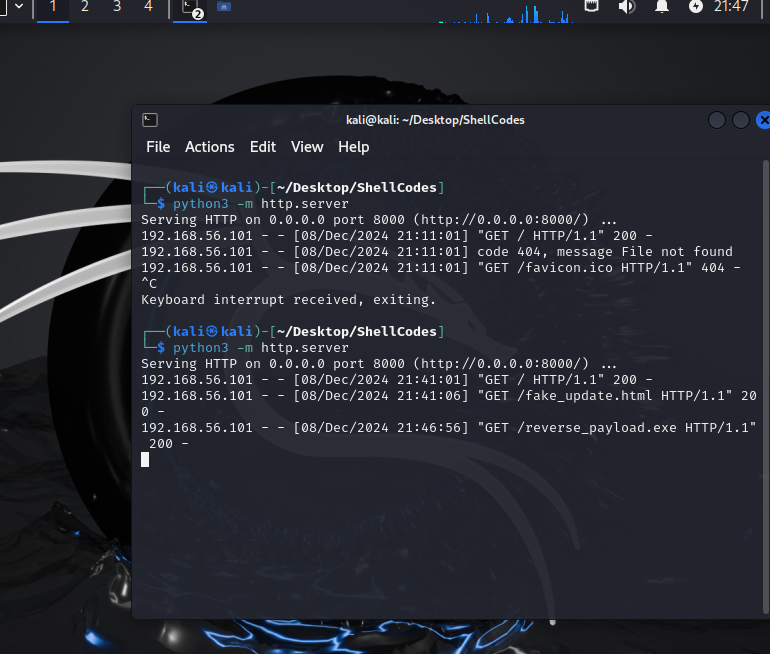 1 2 3 4 2 21:47
kali@kali: ~/Desktop/ShellCodes
File Actions Edit View Help
┌──(kali㉿kali)-[~/Desktop/ShellCodes]
└─$ python3 -m http.server
Serving HTTP on 0.0.0.0 port 8000 (http://0.0.0.0:8000/) ...
192.168.56.101 - - [08/Dec/2024 21:11:01] "GET / HTTP/1.1" 200 -
192.168.56.101 - - [08/Dec/2024 21:11:01] code 404, message File not found
192.168.56.101 - - [08/Dec/2024 21:11:01] "GET /favicon.ico HTTP/1.1" 404 -
^C
Keyboard interrupt received, exiting.
┌──(kali㉿kali)-[~/Desktop/ShellCodes]
└─$ python3 -m http.server
Serving HTTP on 0.0.0.0 port 8000 (http://0.0.0.0:8000/) ...
192.168.56.101 - - [08/Dec/2024 21:41:01] "GET / HTTP/1.1" 200 -
192.168.56.101 - - [08/Dec/2024 21:41:06] "GET /fake_update.html HTTP/1.1" 20
0 -
192.168.56.101 - - [08/Dec/2024 21:46:56] "GET /reverse_payload.exe HTTP/1.1"
200 -